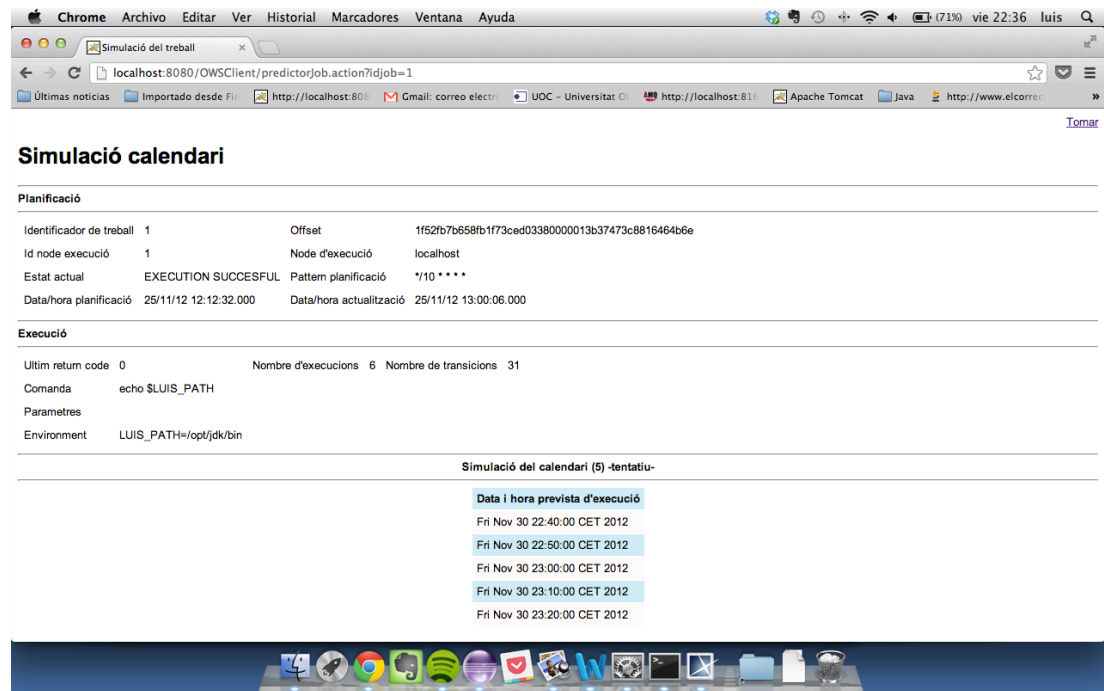 Chrome Archivo Editar Ver Historial Marcadores Ventana Ayuda (71%) vie 22:36 luis
Simulació del treball
localhost:8080/OWSClient/predictorJob.action?idjob=1
Últimas noticias Importado desde Fir http://localhost:808 Gmail: correo electró UOC - Universitat O http://localhost:816 Apache Tomcat Java http://www.elcorrec »
Tornar
Simulació calendari
Planificació
Identificador de treball 1 Offset 1f52fb7b658fb1f73ced03380000013b37473c8816464b6e
Id node execució 1 Node d'execució localhost
Estat actual EXECUTION SUCCESFUL Pattern planificació */10 * * * *
Data/hora planificació 25/11/12 12:12:32.000 Data/hora actualització 25/11/12 13:00:06.000
Execució
Ultim return code 0 Nombre d'execucions 6 Nombre de transicions 31
Comanda echo $LUIS_PATH
Parametres
Environment LUIS_PATH=/opt/jdk/bin
Simulació del calendari (5) -tentatiu-
Data i hora prevista d'execució
Fri Nov 30 22:40:00 CET 2012
Fri Nov 30 22:50:00 CET 2012
Fri Nov 30 23:00:00 CET 2012
Fri Nov 30 23:10:00 CET 2012
Fri Nov 30 23:20:00 CET 2012